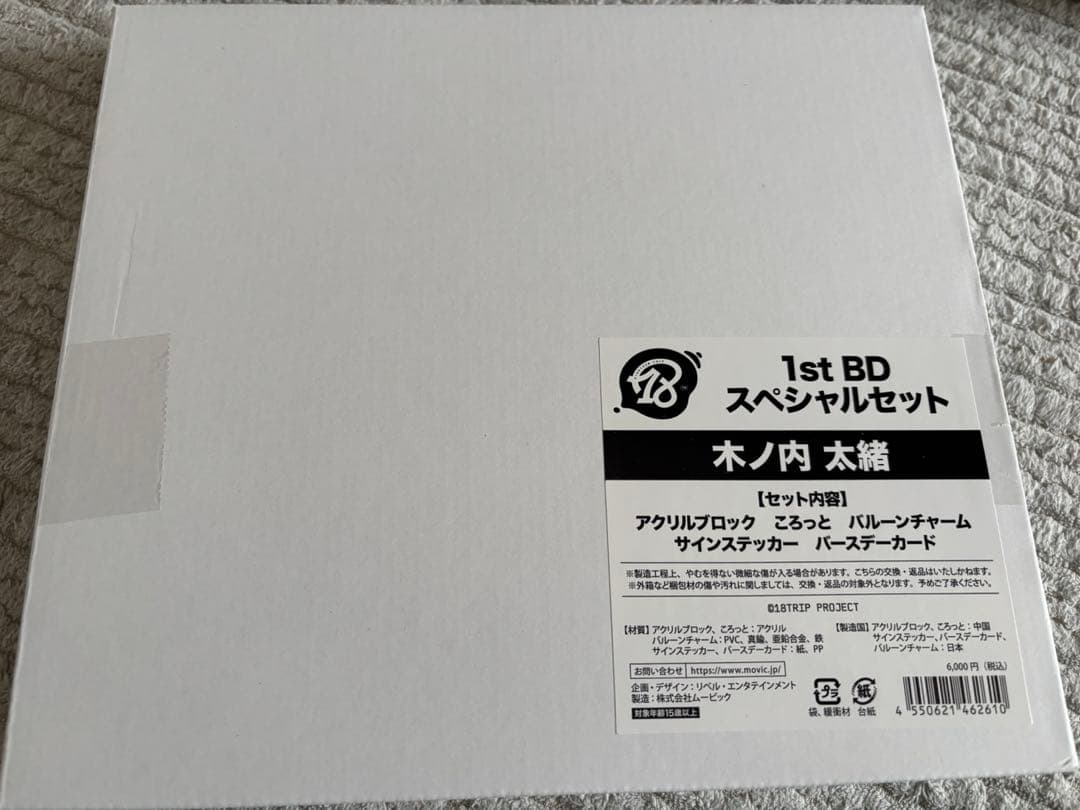 18
1st BD
スペシャルセット
木ノ内 太緒
【セット内容】
アクリルブロック ころっと バルーンチャーム
サインステッカー バースデーカード
※製造工程上、やむを得ない微細な傷が入る場合があります。こちらの交換・返品はいたしかねます。
※外箱など梱包材の傷や汚れに関しましては、交換・返品の対象外となります。予めご了承ください。
©18TRIP PROJECT
【材質】アクリルブロック、ころっと：アクリル
バルーンチャーム：PVC、真鍮、亜鉛合金、鉄
サインステッカー、バースデーカード：紙、PP
【製造国】アクリルブロック、ころっと：中国
サインステッカー、バースデーカード、
バルーンチャーム：日本
お問い合わせ https://www.movic.jp/
6,000円（税込）
企画・デザイン：リベル・エンタテインメント
製造：株式会社ムービック
対象年齢15歳以上
プラ 紙
袋、緩衝材 台紙
4 550621 462610